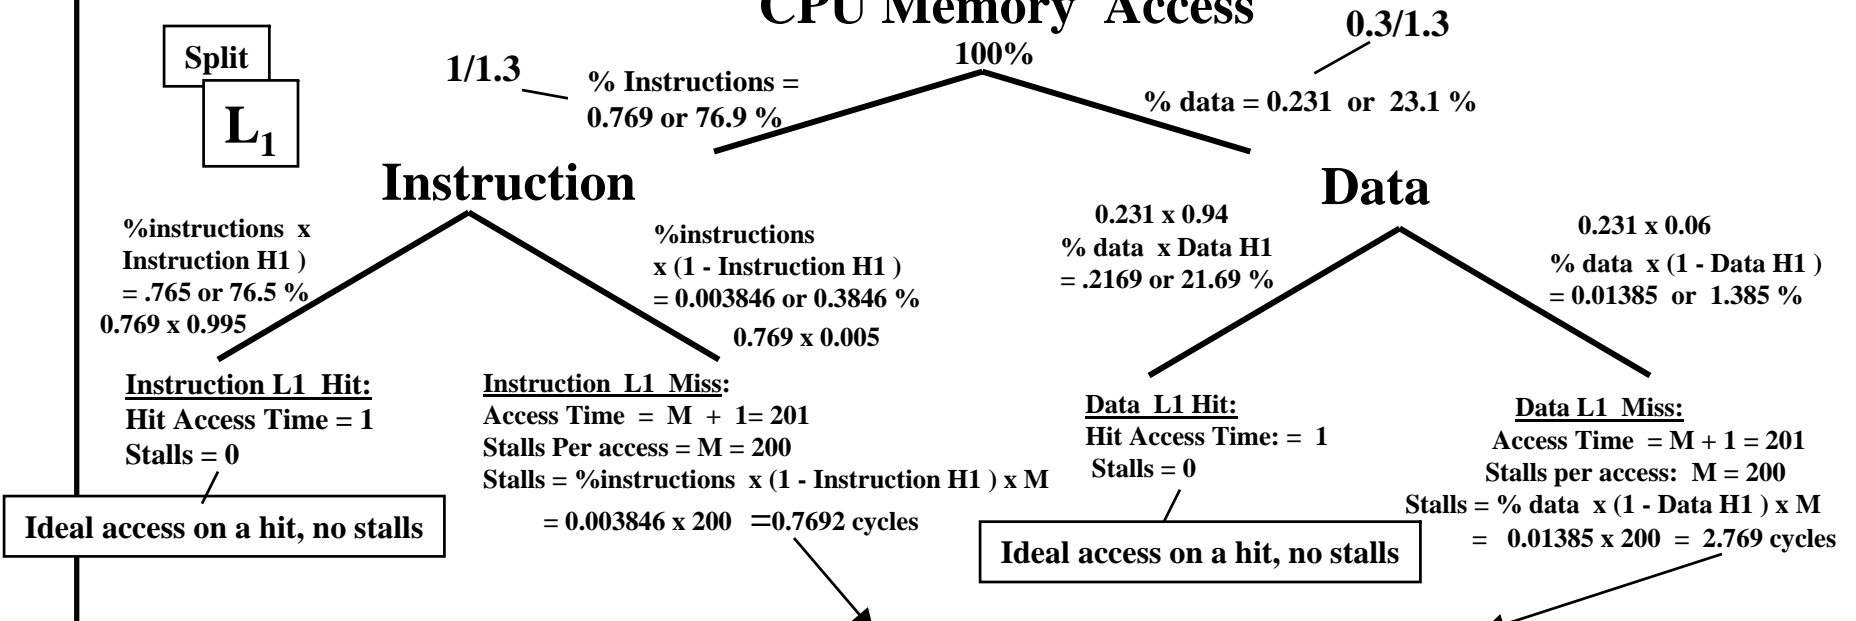 CPU Memory Access
100%
0.3/1.3
Split
L1
1/1.3
% Instructions =
0.769 or 76.9 %
% data = 0.231 or 23.1 %
Instruction
Data
%instructions x
Instruction H1 )
= .765 or 76.5 %
0.769 x 0.995
%instructions
x (1 - Instruction H1 )
= 0.003846 or 0.3846 %
0.769 x 0.005
0.231 x 0.94
% data x Data H1
= .2169 or 21.69 %
0.231 x 0.06
% data x (1 - Data H1 )
= 0.01385 or 1.385 %
Instruction L1 Hit:
Hit Access Time = 1
Stalls = 0
Ideal access on a hit, no stalls
Instruction L1 Miss:
Access Time = M + 1= 201
Stalls Per access = M = 200
Stalls = %instructions x (1 - Instruction H1 ) x M
= 0.003846 x 200 =0.7692 cycles
Data L1 Hit:
Hit Access Time: = 1
Stalls = 0
Ideal access on a hit, no stalls
Data L1 Miss:
Access Time = M + 1 = 201
Stalls per access: M = 200
Stalls = % data x (1 - Data H1 ) x M
= 0.01385 x 200 = 2.769 cycles